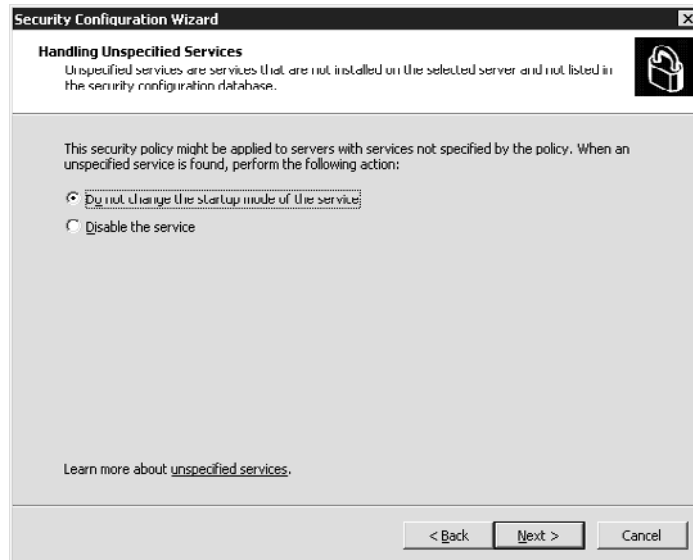 Security Configuration Wizard
Handling Unspecified Services
Unspecified services are services that are not installed on the selected server and not listed in
the security configuration database.
This security policy might be applied to servers with services not specified by the policy. When an
unspecified service is found, perform the following action:
Do not change the startup mode of the service
Disable the service
Learn more about unspecified services.
< Back
Next >
Cancel